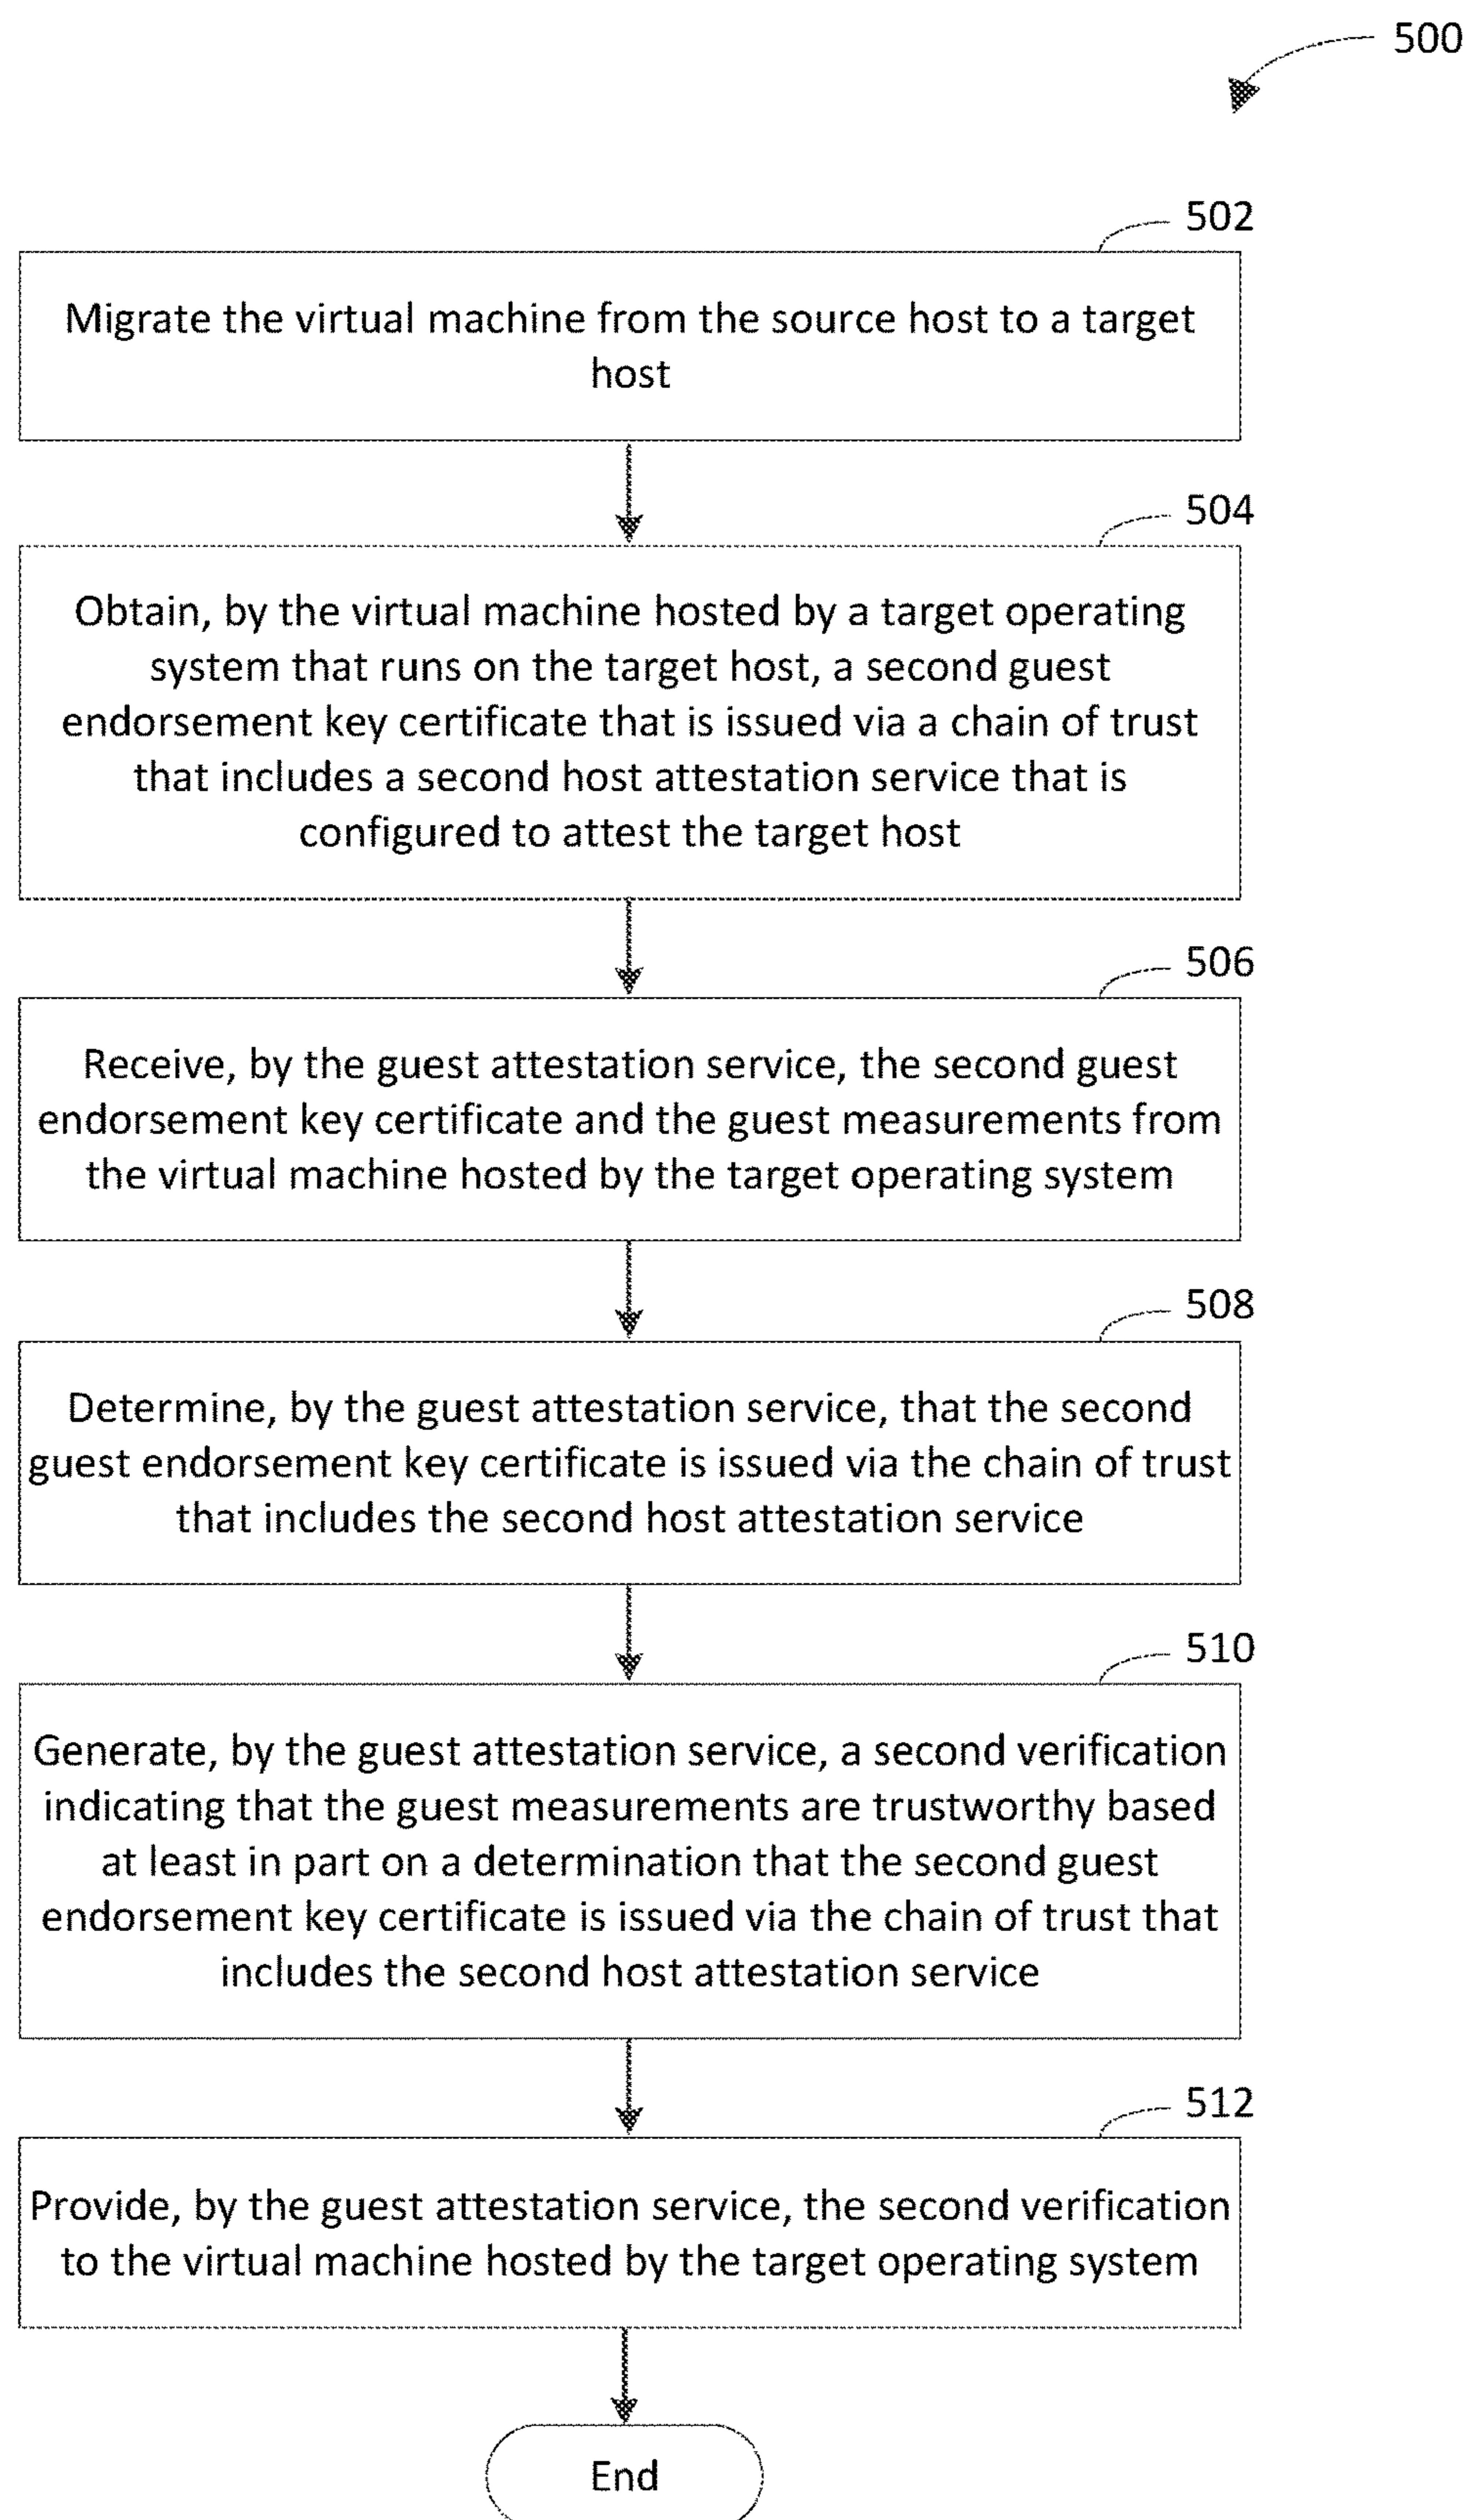 500
502
Migrate the virtual machine from the source host to a target
host
504
Obtain, by the virtual machine hosted by a target operating
system that runs on the target host, a second guest
endorsement key certificate that is issued via a chain of trust
that includes a second host attestation service that is
configured to attest the target host
506
Receive, by the guest attestation service, the second guest
endorsement key certificate and the guest measurements from
the virtual machine hosted by the target operating system
508
Determine, by the guest attestation service, that the second
guest endorsement key certificate is issued via the chain of trust
that includes the second host attestation service
510
Generate, by the guest attestation service, a second verification
indicating that the guest measurements are trustworthy based
at least in part on a determination that the second guest
endorsement key certificate is issued via the chain of trust that
includes the second host attestation service
512
Provide, by the guest attestation service, the second verification
to the virtual machine hosted by the target operating system
End